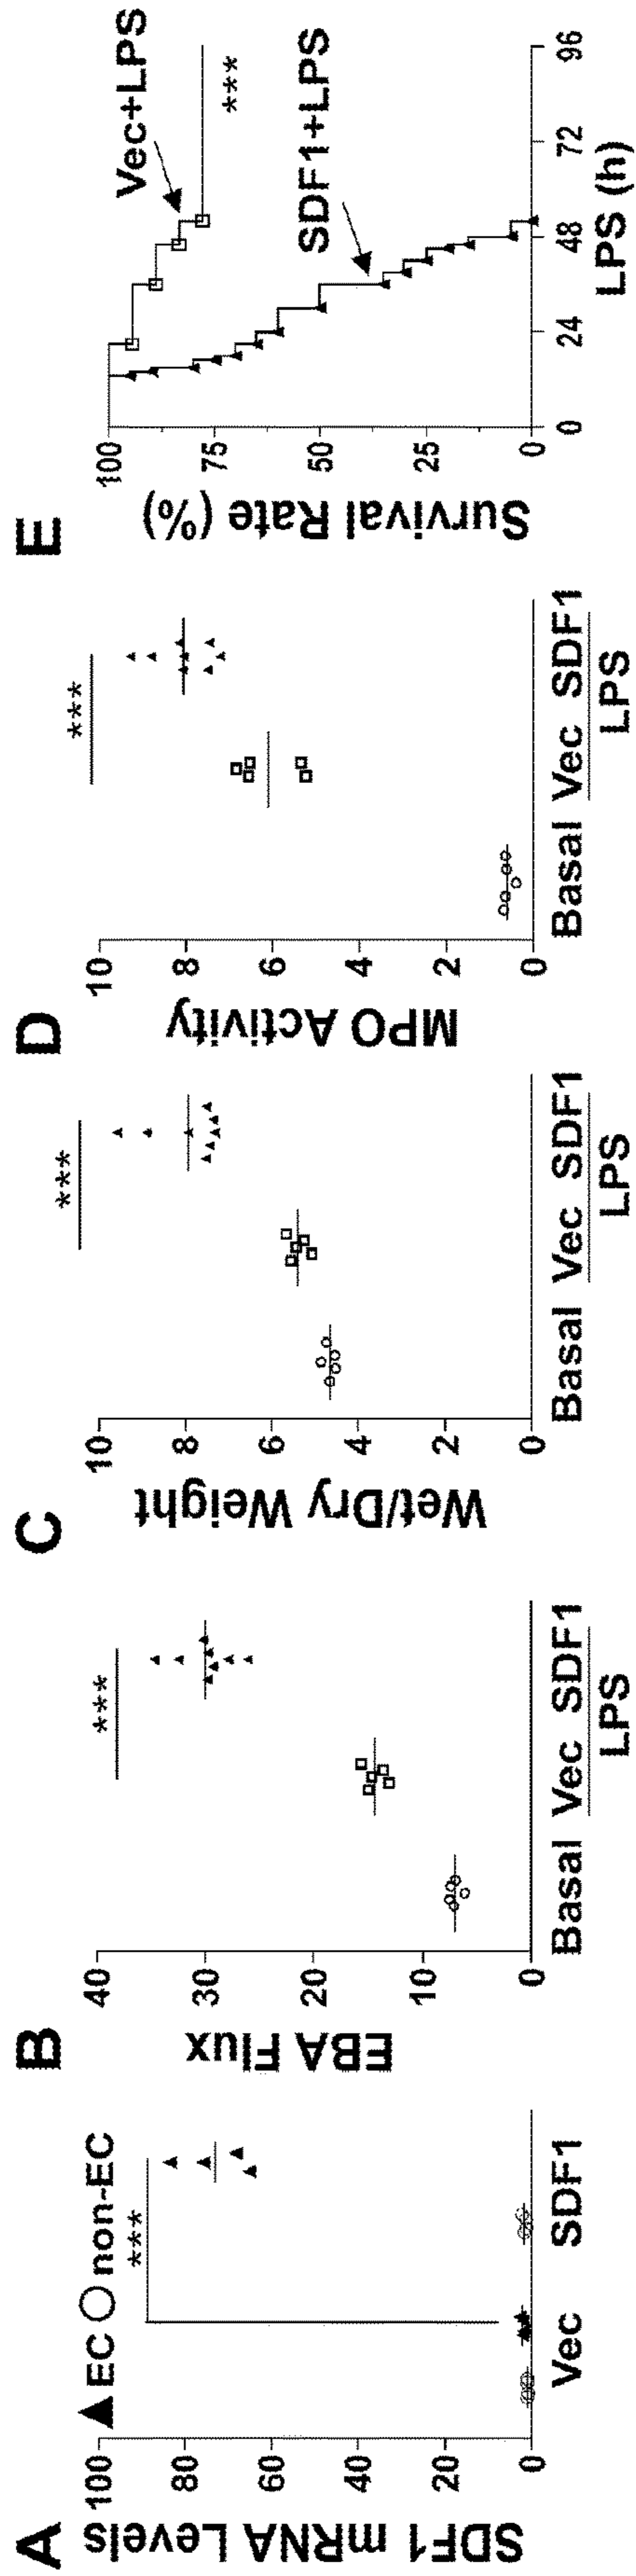 A
SDF1 mRNA Levels
100
80
60
40
20
0
▲ EC ○ non-EC
***
Vec SDF1
B
EBA Flux
40
30
20
10
0
***
Basal Vec SDF1
LPS
C
Wet/Dry Weight
10
8
6
4
2
0
***
Basal Vec SDF1
LPS
D
MPO Activity
10
8
6
4
2
0
***
Basal Vec SDF1
LPS
E
Survival Rate (%)
100
75
50
25
0
Vec+LPS
***
SDF1+LPS
0 24 48 72 96
LPS (h)